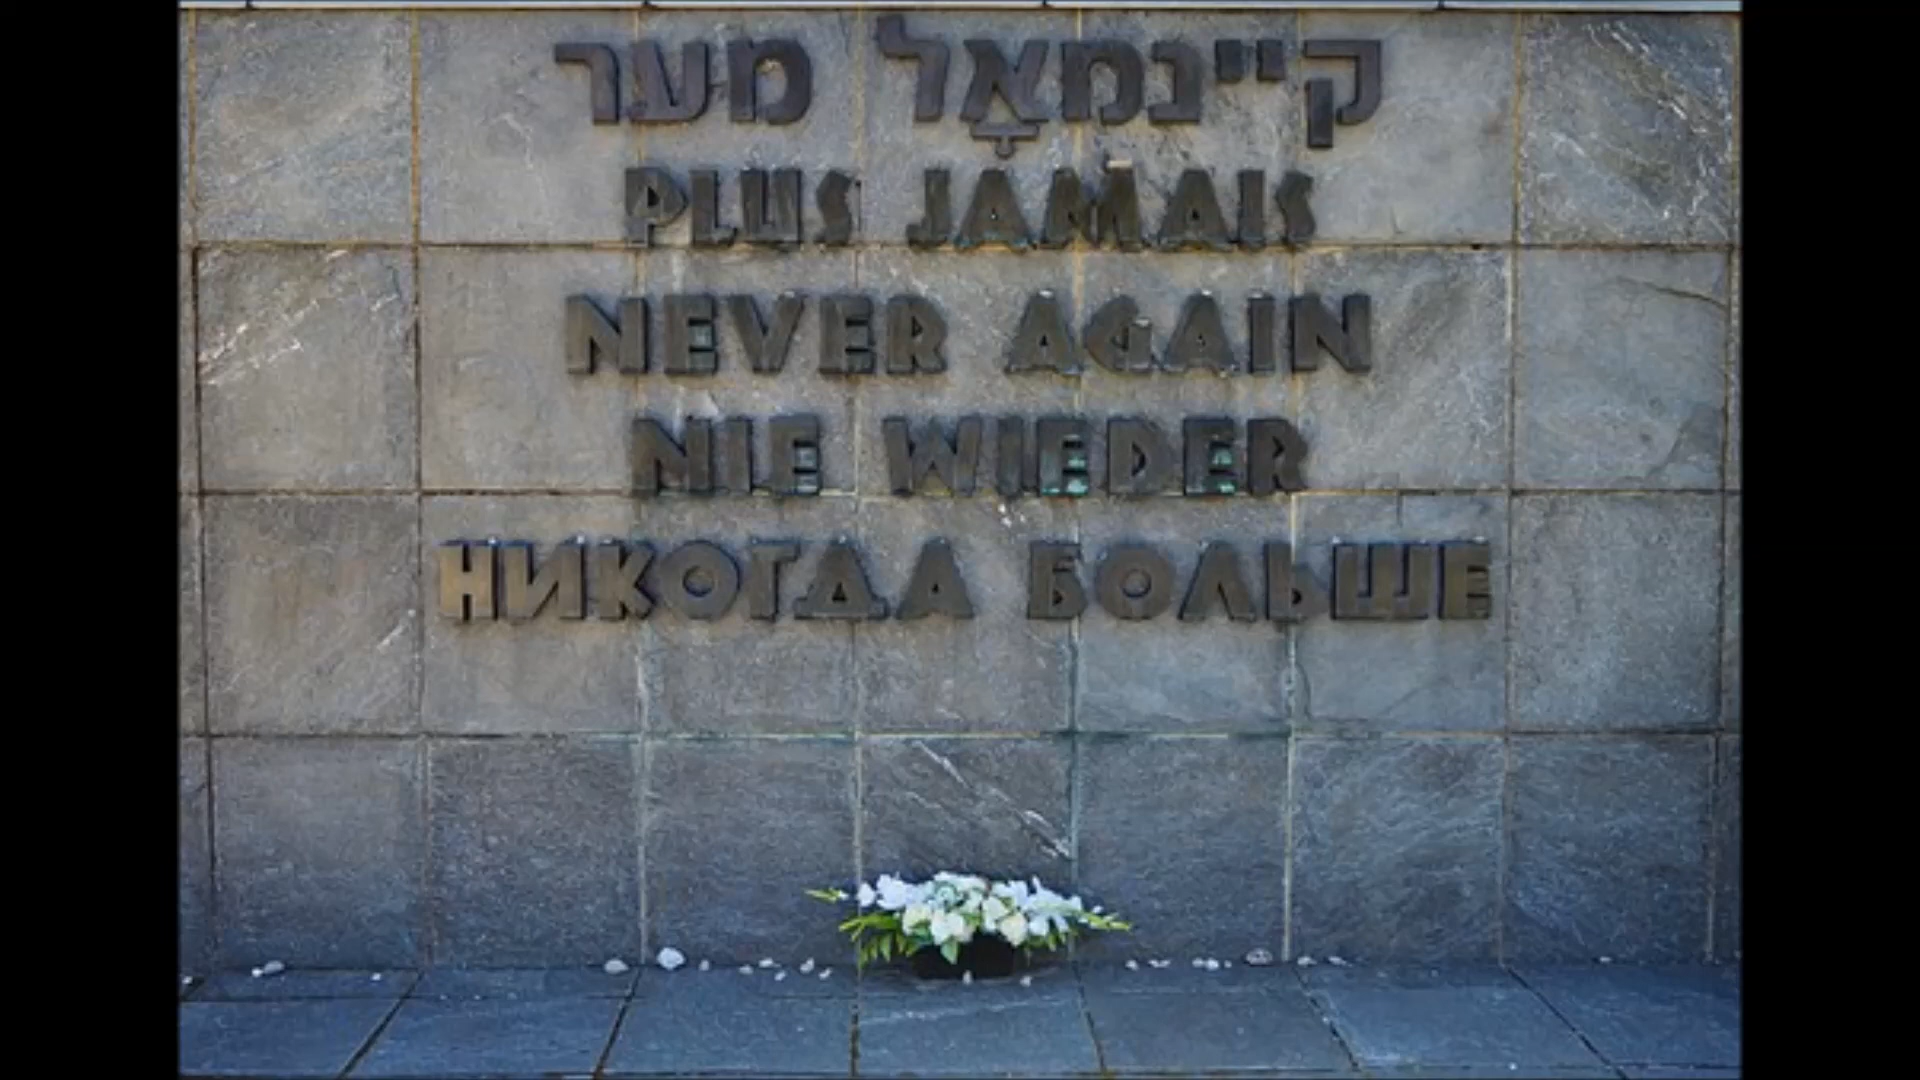 קיינמאָל מער
PLUS JAMAIS
NEVER AGAIN
NIE WIEDER
НИКОГДА БОЛЬШЕ